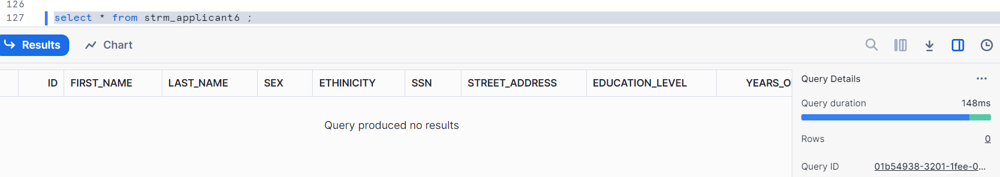 126
127 select * from strm_applicant6 ;
Results Chart
ID FIRST_NAME LAST_NAME SEX ETHINICITY SSN STREET_ADDRESS EDUCATION_LEVEL YEARS_O
Query produced no results
Query Details ...
Query duration 148ms
Rows 0
Query ID 01b54938-3201-1fee-0...